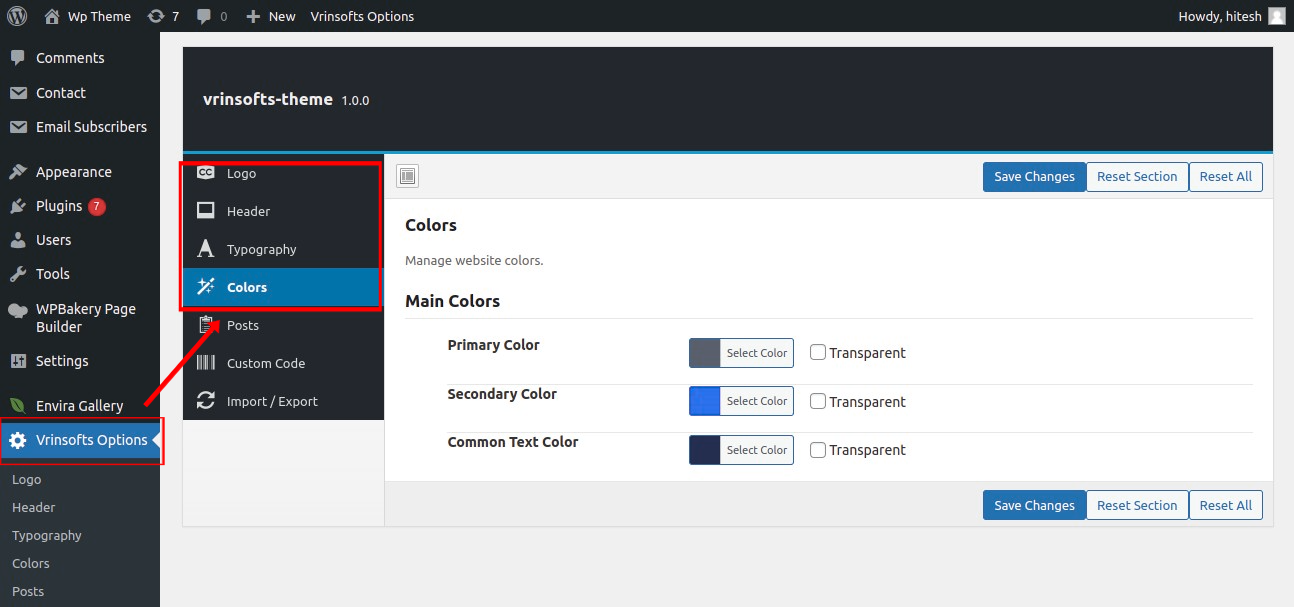 Wp Theme 7 0 New Vrinsofts Options Howdy, hitesh
Comments
Contact
Email Subscribers
Appearance
Plugins 7
Users
Tools
WPBakery Page
Builder
Settings
Envira Gallery
Vrinsofts Options
Logo
Header
Typography
Colors
Posts
vrinsofts-theme 1.0.0
CC Logo
Header
Typography
Colors
Posts
Custom Code
Import / Export
Save Changes Reset Section Reset All
Colors
Manage website colors.
Main Colors
Primary Color Select Color Transparent
Secondary Color Select Color Transparent
Common Text Color Select Color Transparent
Save Changes Reset Section Reset All